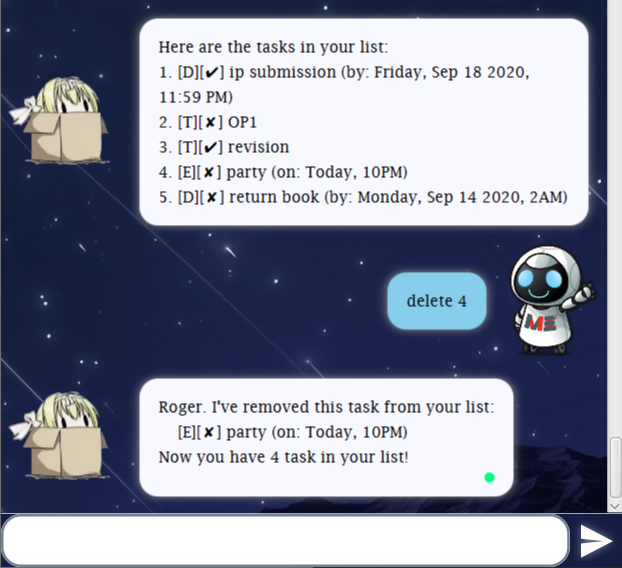 Here are the tasks in your list:
1. [D][✔] ip submission (by: Friday, Sep 18 2020,
11:59 PM)
2. [T][✘] OP1
3. [T][✔] revision
4. [E][✘] party (on: Today, 10PM)
5. [D][✘] return book (by: Monday, Sep 14 2020, 2AM)
delete 4
ME
Roger. I've removed this task from your list:
[E][✘] party (on: Today, 10PM)
Now you have 4 task in your list!